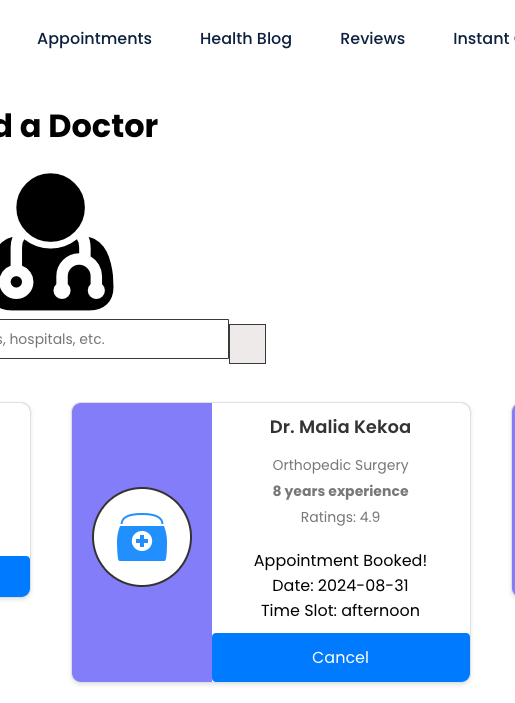 Appointments Health Blog Reviews Instant
a Doctor
hospitals, etc.
Dr. Malia Kekoa
Orthopedic Surgery
8 years experience
Ratings: 4.9
Appointment Booked!
Date: 2024-08-31
Time Slot: afternoon
Cancel